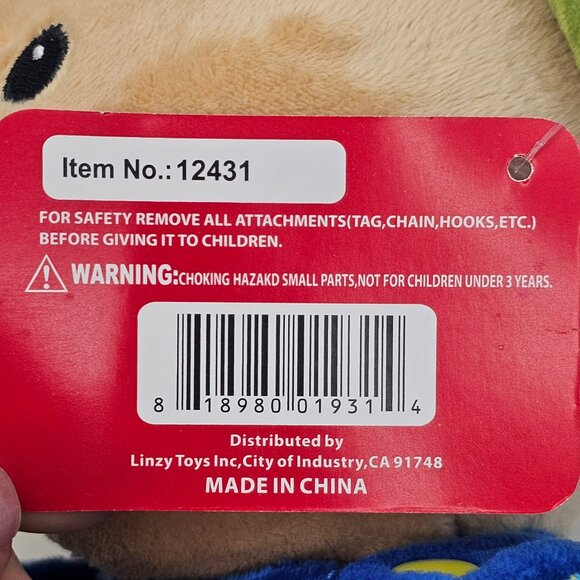 Item No.: 12431
FOR SAFETY REMOVE ALL ATTACHMENTS(TAG,CHAIN,HOOKS,ETC.)
BEFORE GIVING IT TO CHILDREN.
WARNING:CHOKING HAZAKD SMALL PARTS,NOT FOR CHILDREN UNDER 3 YEARS.
8 18980 01931 4
Distributed by
Linzy Toys Inc,City of Industry,CA 91748
MADE IN CHINA